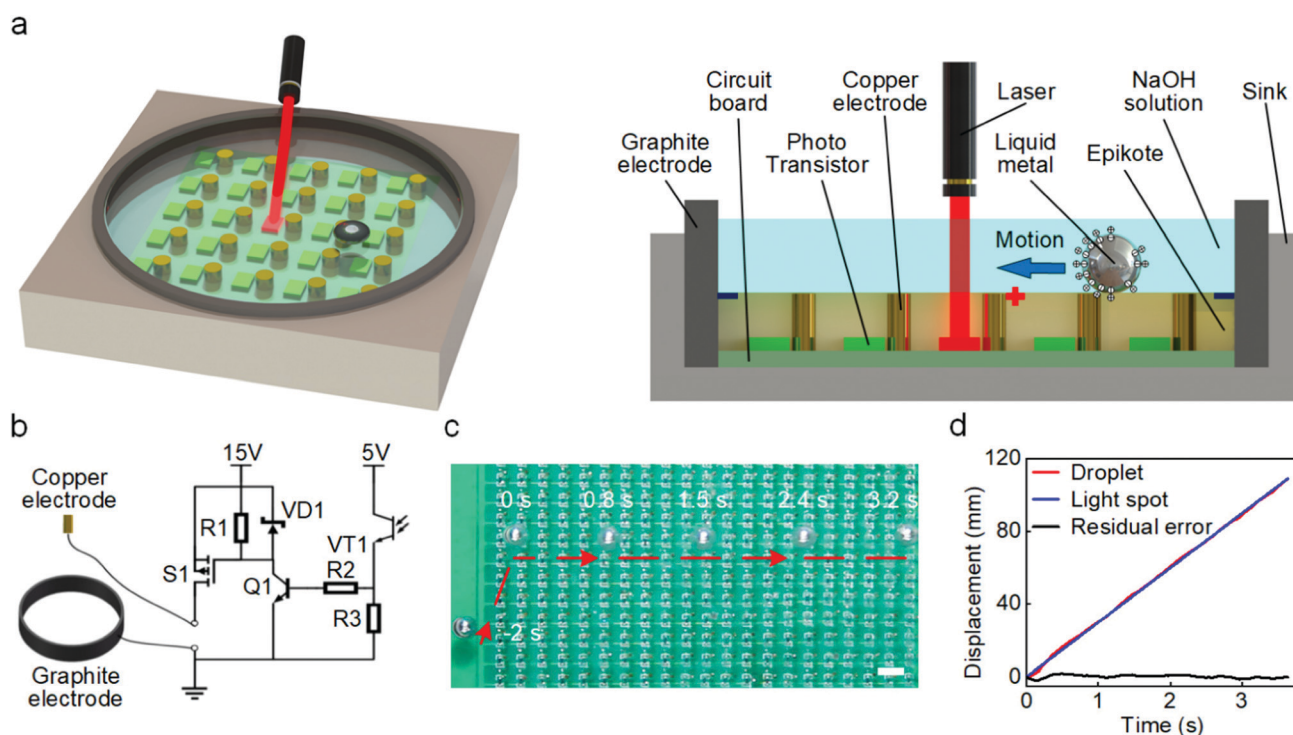 a
Circuit
board
Copper
electrode
Laser
NaOH
solution
Sink
Graphite
electrode
Photo
Transistor
Liquid
metal
Epikote
Motion
+
b
15V
5V
Copper
electrode
R1
VD1
VT1
S1
Q1
R2
R3
Graphite
electrode
c
0 s
0.8 s
1.5 s
2.4 s
3.2 s
-2 s
d
120
80
40
0
Displacement (mm)
Droplet
Light spot
Residual error
0
1
2
3
Time (s)